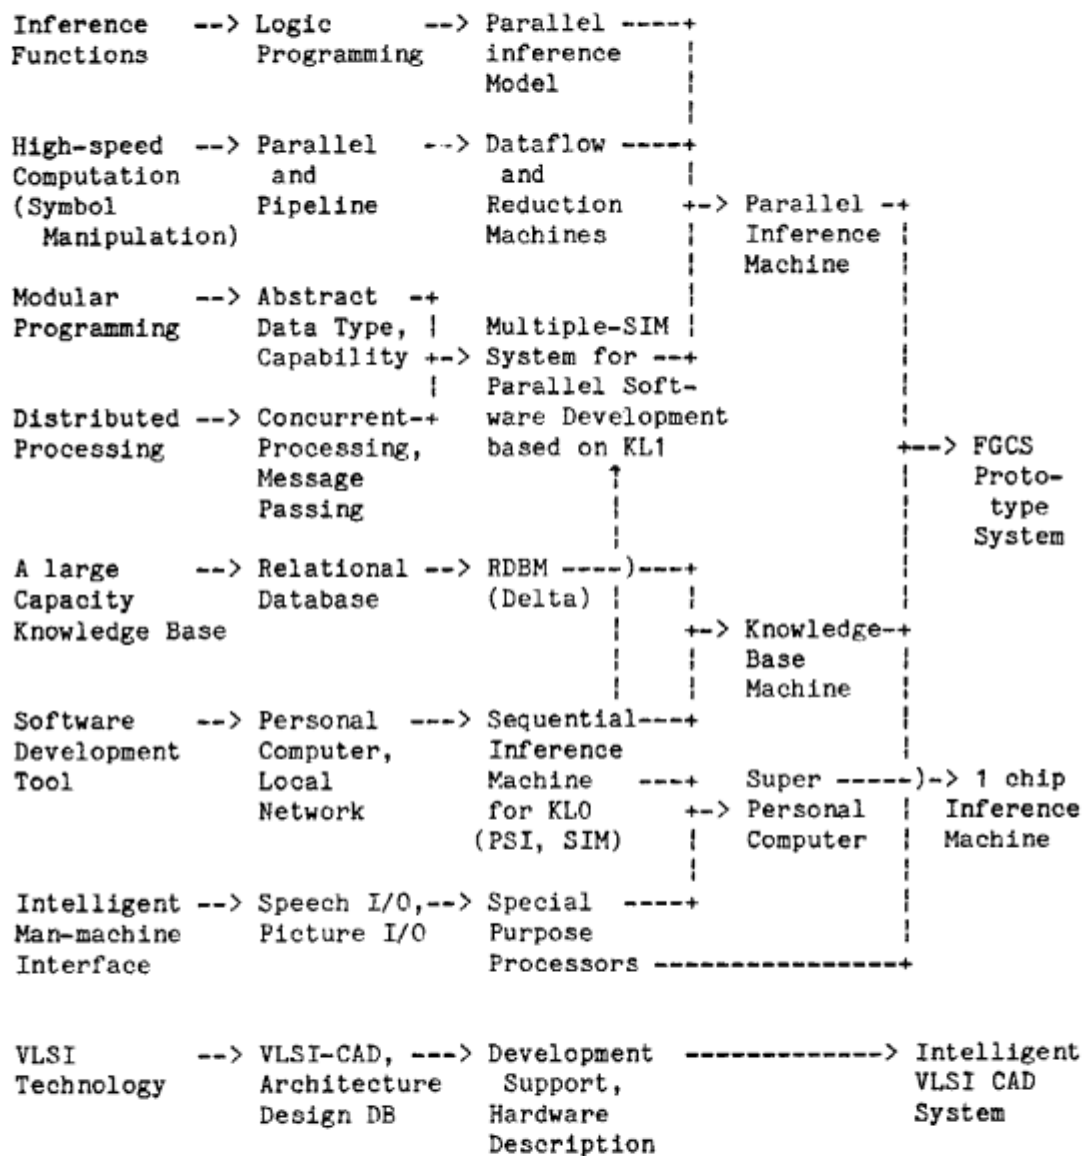 Inference --> Logic --> Parallel ----+
Functions Programming inference |
Model |
High-speed --> Parallel --> Dataflow ----+
Computation and and |
(Symbol Pipeline Reduction +-> Parallel -+
Manipulation) Machines | Inference |
| Machine |
Modular --> Abstract -+ |
Programming Data Type, | Multiple-SIM |
Capability +-> System for --+
| Parallel Soft-
Distributed --> Concurrent-+ ware Development
Processing Processing, based on KL1 +--> FGCS
Message Proto-
Passing type
System
A large --> Relational --> RDBM ----)---+
Capacity Database (Delta)
Knowledge Base +-> Knowledge-+
Base
Machine
Software --> Personal ---> Sequential---+
Development Computer, Inference
Tool Local Machine ----+ Super -----)-> 1 chip
Network for KL0 +-> Personal Inference
(PSI, SIM) | Computer Machine
Intelligent --> Speech I/O,--> Special ----+
Man-machine Picture I/O Purpose
Interface Processors ----------------+
VLSI --> VLSI-CAD, ---> Development -------------> Intelligent
Technology Architecture Support, VLSI CAD
Design DB Hardware System
Description